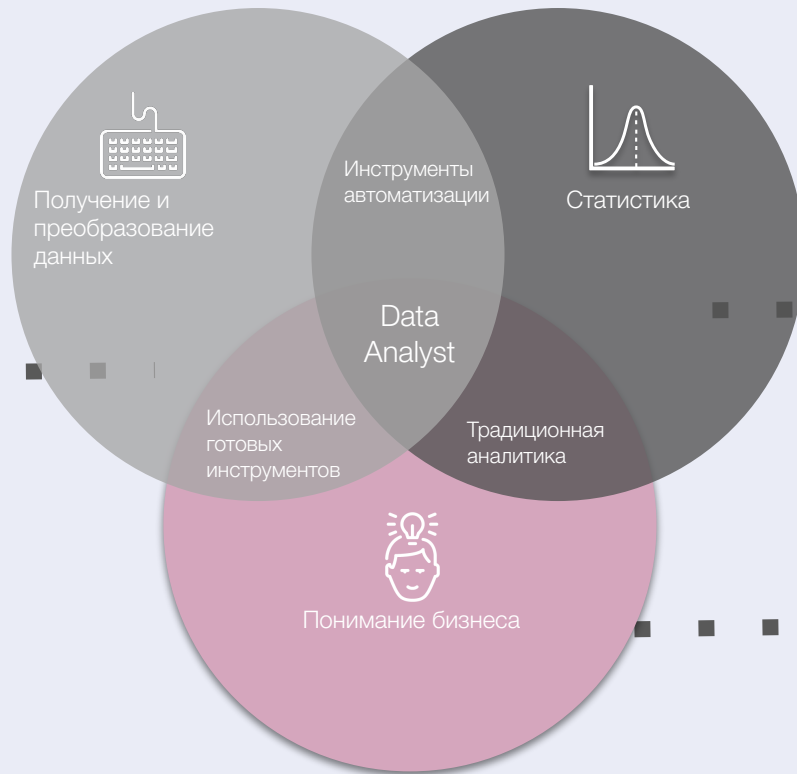 Получение и
преобразование
данных
Инструменты
автоматизации
Статистика
Data
Analyst
Использование
готовых
инструментов
Традиционная
аналитика
Понимание бизнеса